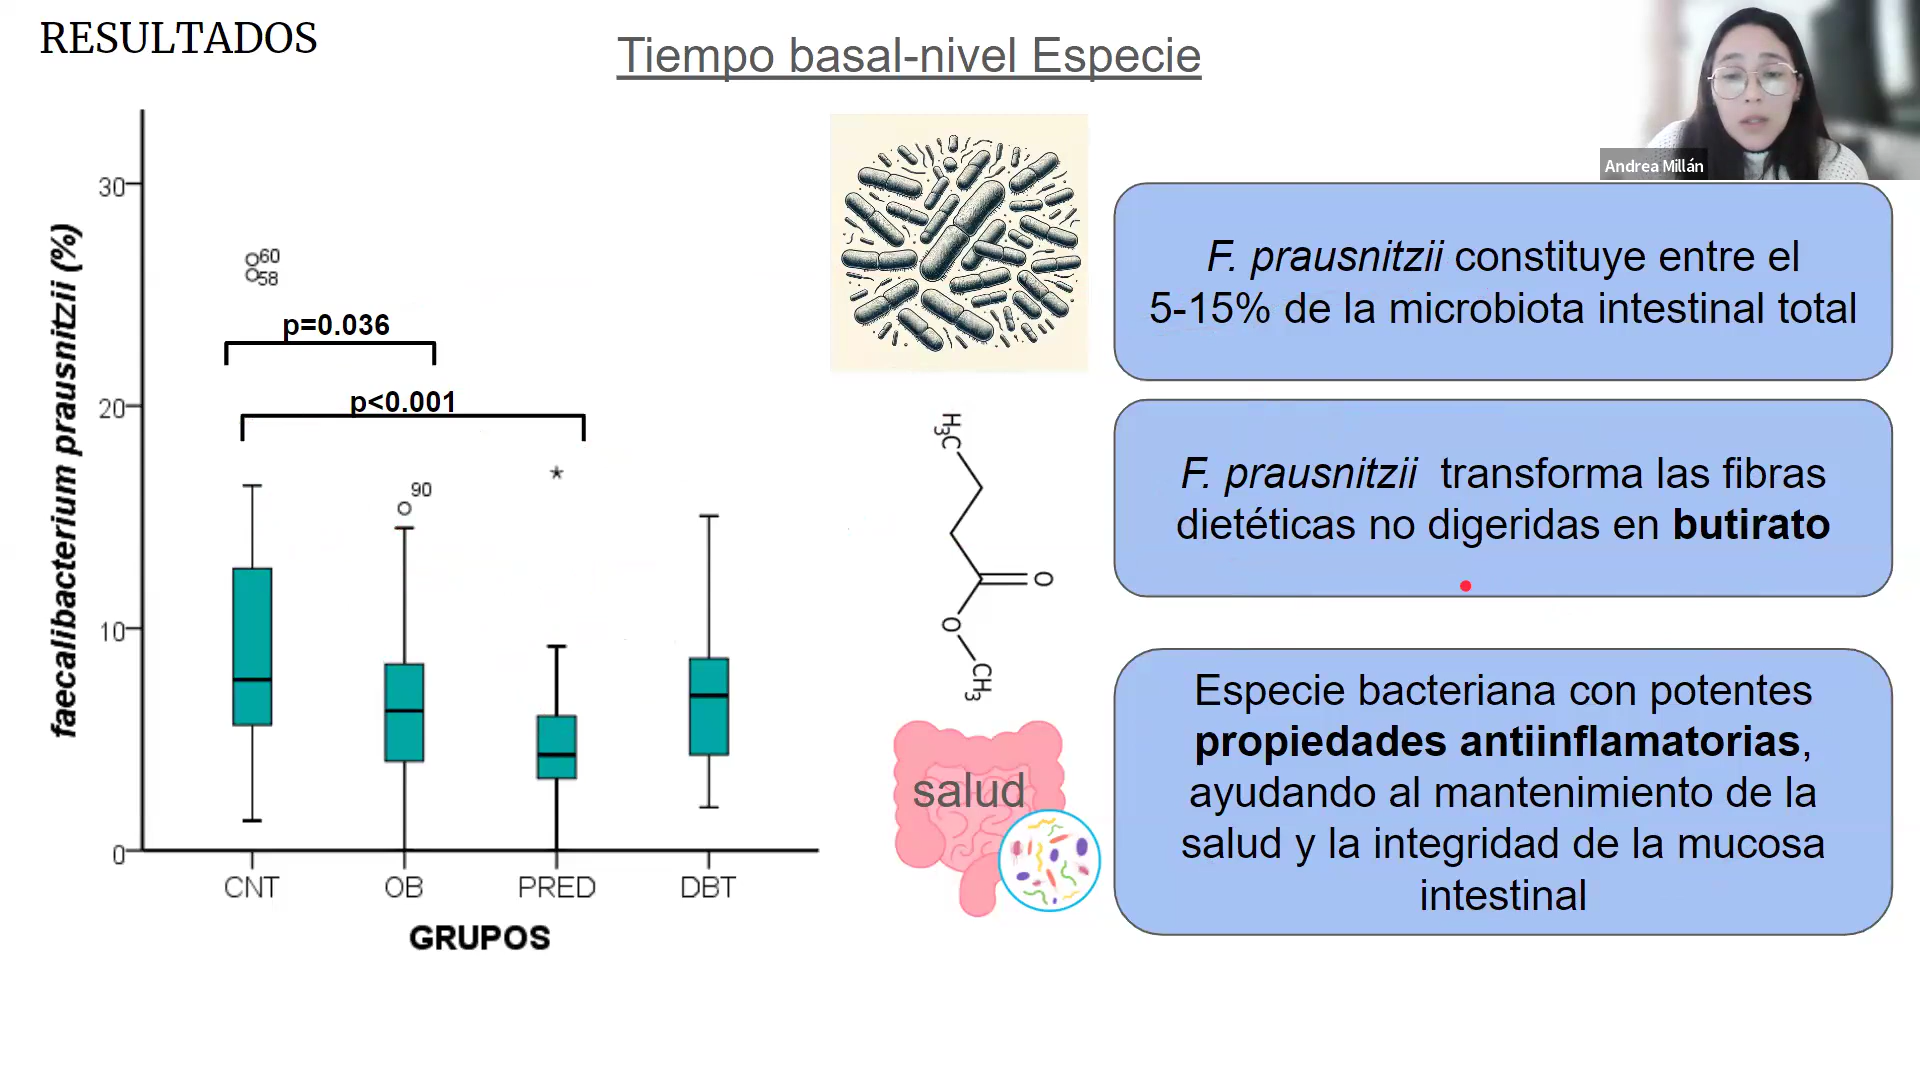 RESULTADOS
Tiempo basal-nivel Especie
Andrea Millán
faecalibacterium prausnitzii (%)
30
20
10
0
60
58
p=0.036
p<0.001
90
*
CNT
OB
PRED
DBT
GRUPOS
H3C
O
O
CH3
salud
F. prausnitzii constituye entre el
5-15% de la microbiota intestinal total
F. prausnitzii transforma las fibras
dietéticas no digeridas en butirato
Especie bacteriana con potentes
propiedades antiinflamatorias,
ayudando al mantenimiento de la
salud y la integridad de la mucosa
intestinal